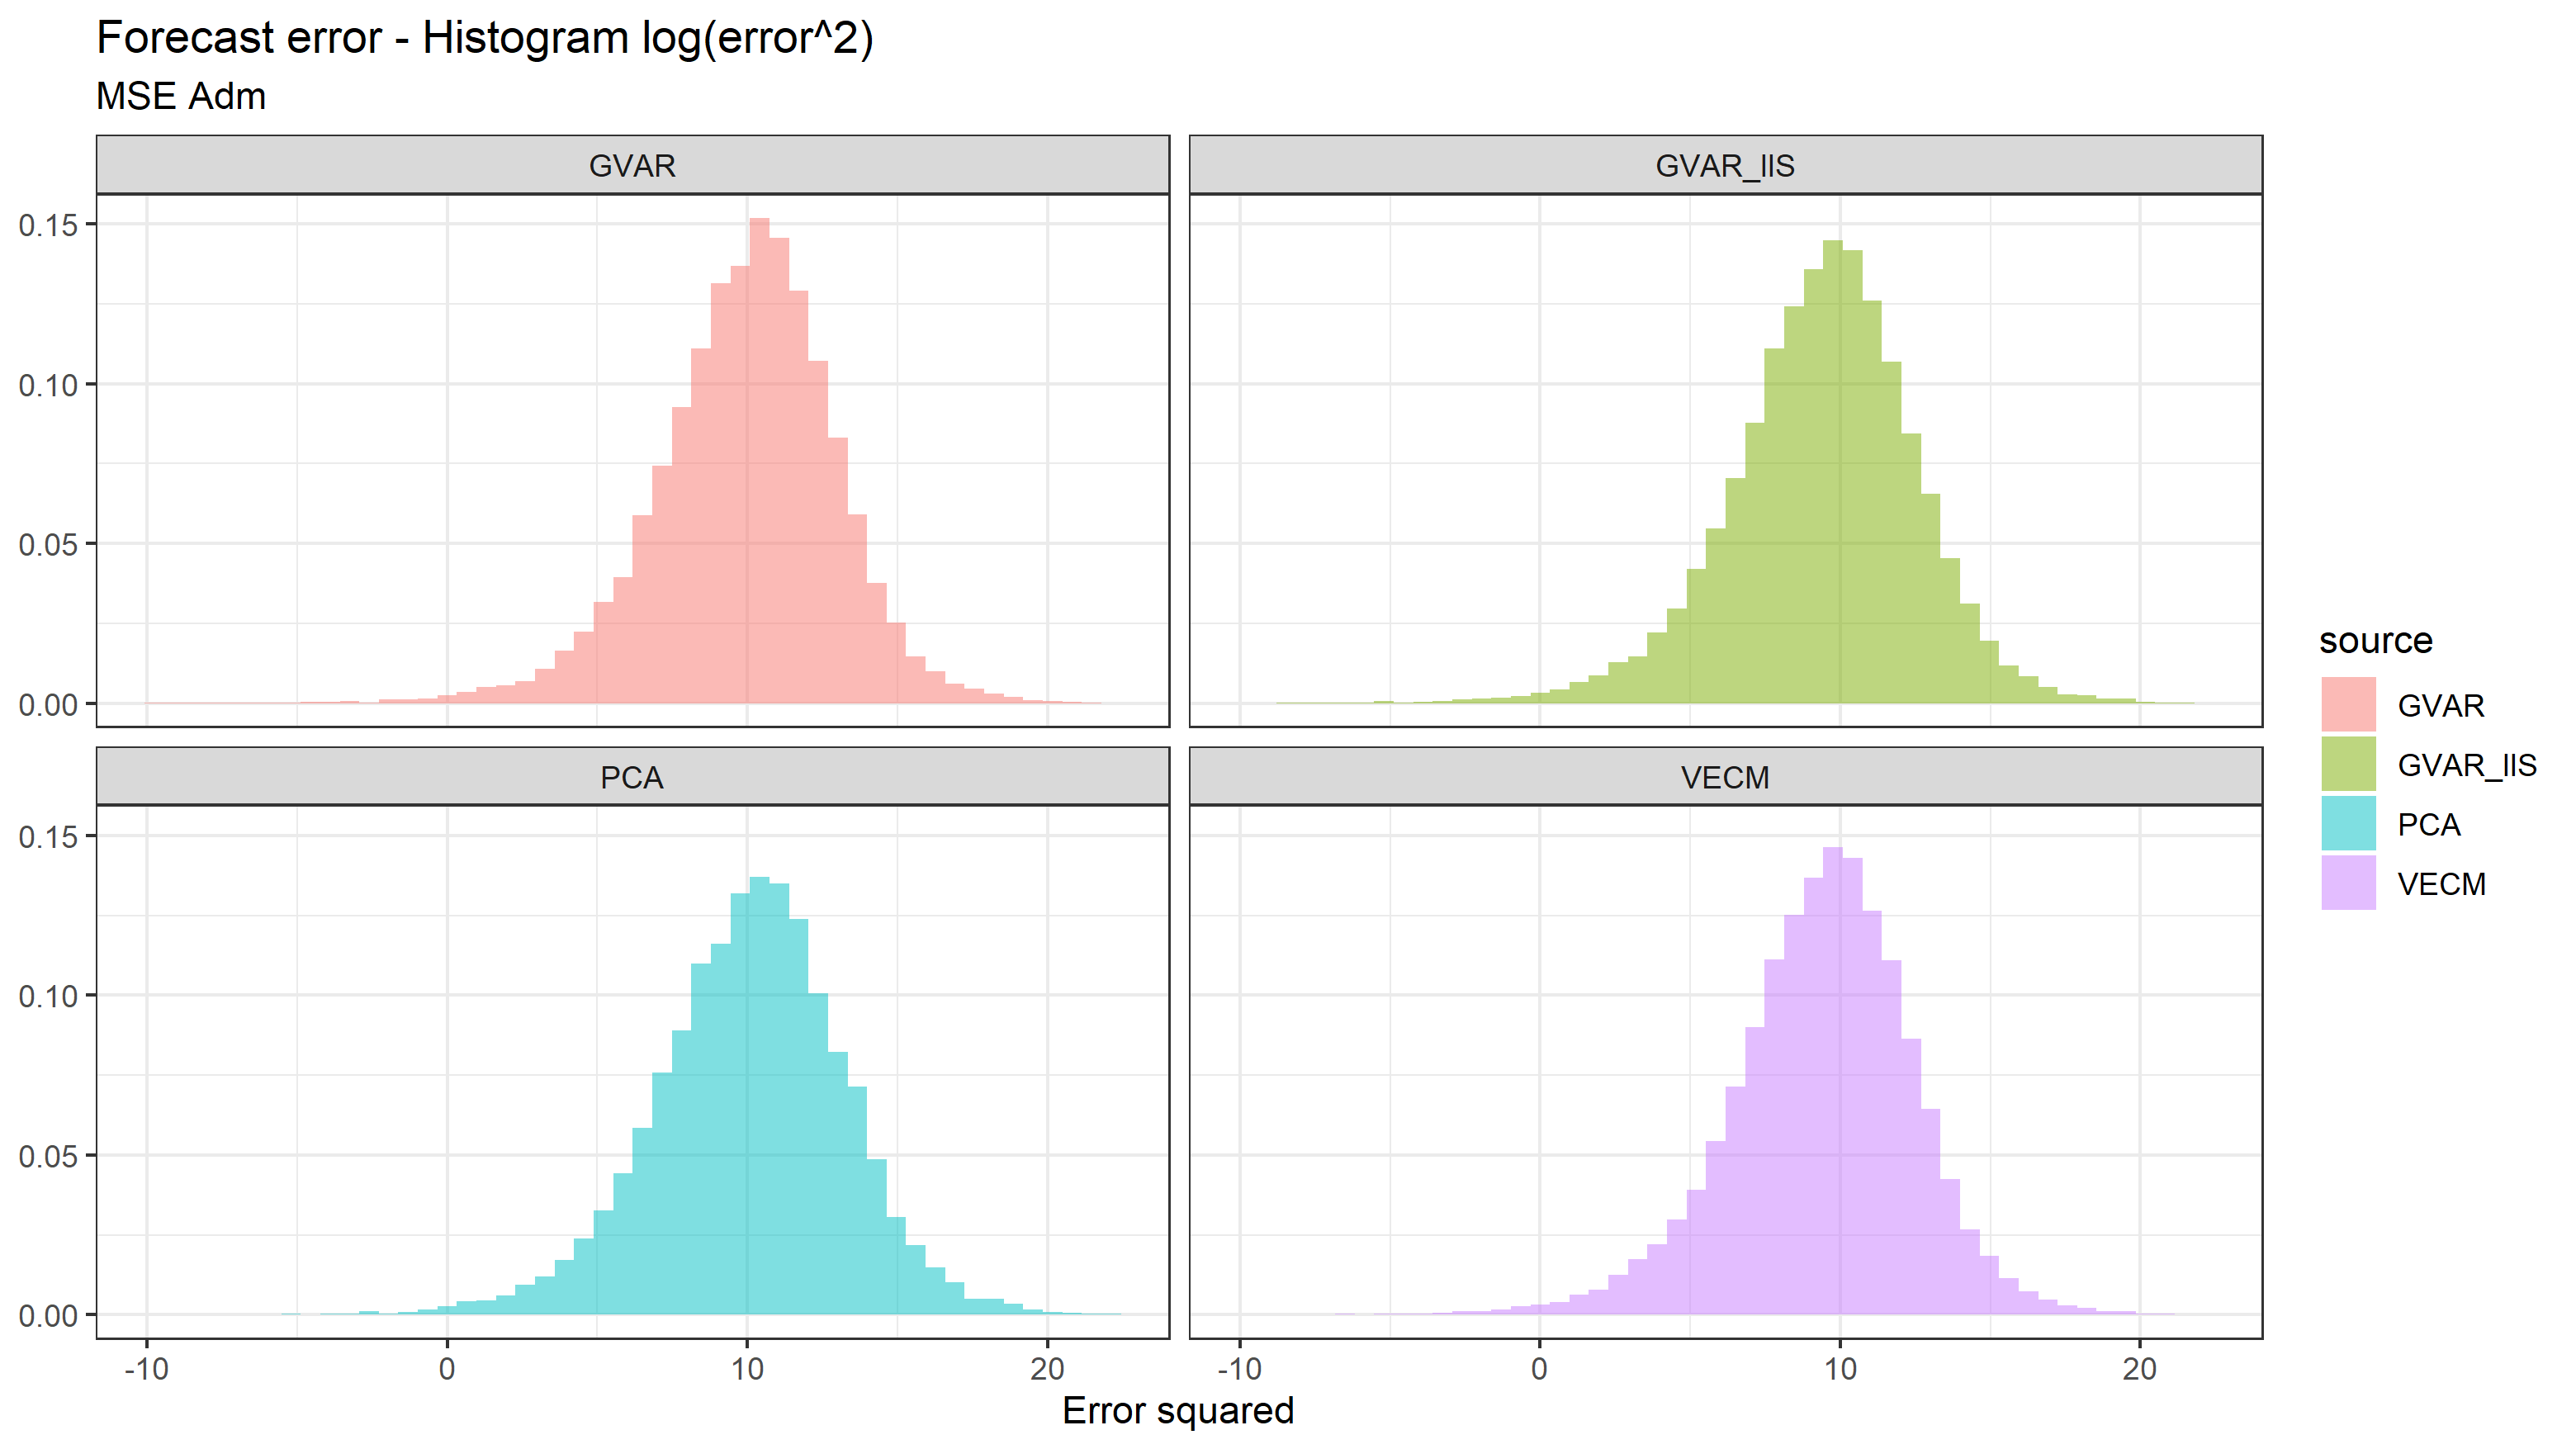 Forecast error - Histogram log(error^2)
MSE Adm
GVAR
GVAR_IIS
0.15
0.10
0.05
0.00
PCA
VECM
0.15
0.10
0.05
0.00
-10 0 10 20
-10 0 10 20
Error squared
source
GVAR
GVAR_IIS
PCA
VECM